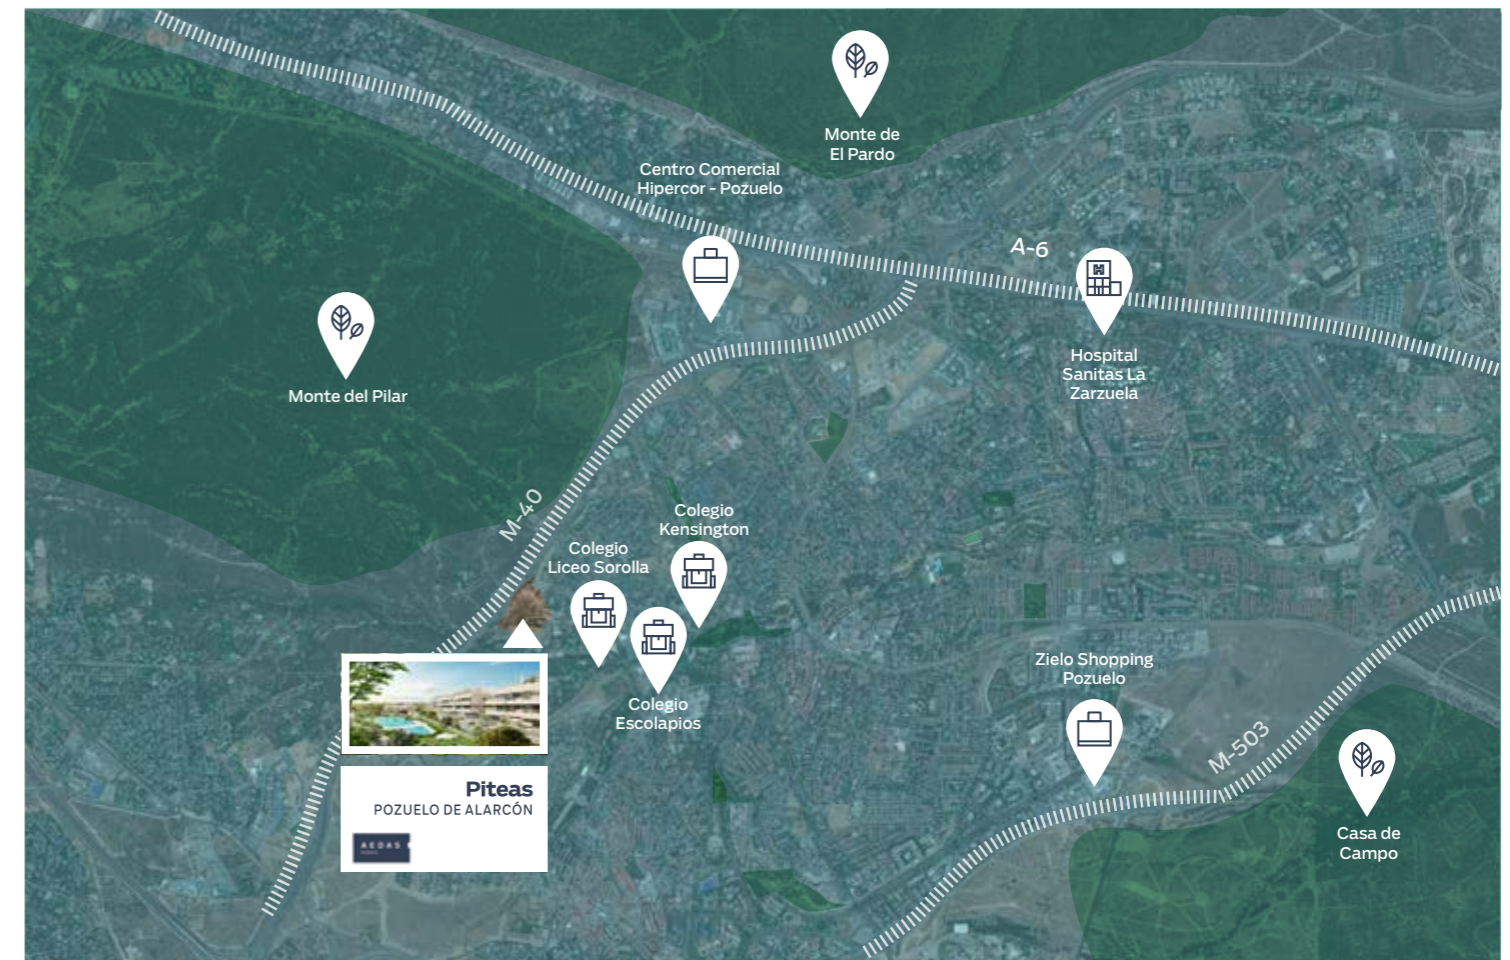 Monte de
El Pardo
Centro Comercial
Hipercor - Pozuelo
A-6
Hospital
Sanitas La
Zarzuela
Monte del Pilar
M-40
Colegio
Kensington
Colegio
Liceo Sorolla
Colegio
Escolapios
Zielo Shopping
Pozuelo
M-503
Casa de
Campo
Piteas
POZUELO DE ALARCÓN
AEDAS